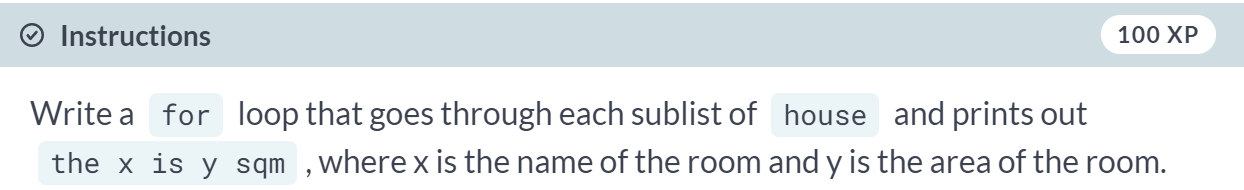 Instructions
100 XP
Write a for loop that goes through each sublist of house and prints out
the x is y sqm , where x is the name of the room and y is the area of the room.